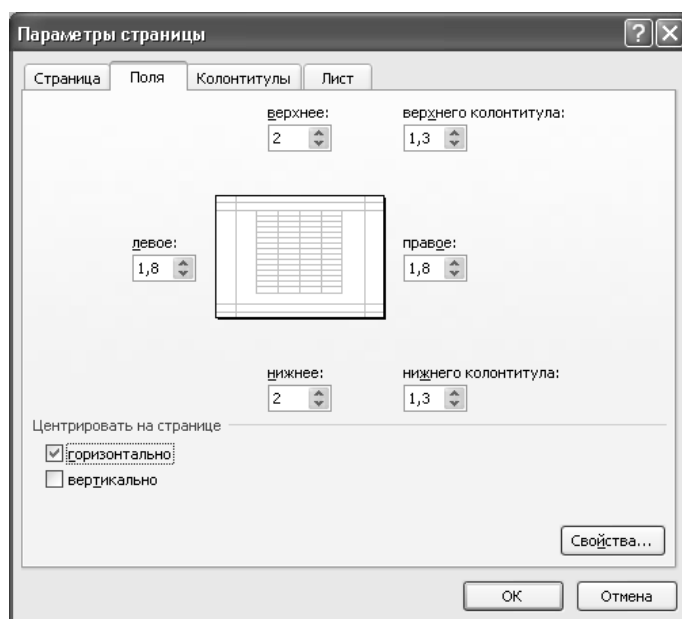 Параметры страницы
Страница Поля Колонтитулы Лист
верхнее: верхнего колонтитула:
2 1,3
левое: правое:
1,8 1,8
нижнее: нижнего колонтитула:
2 1,3
Центрировать на странице
горизонтально
вертикально
Свойства...
ОК Отмена